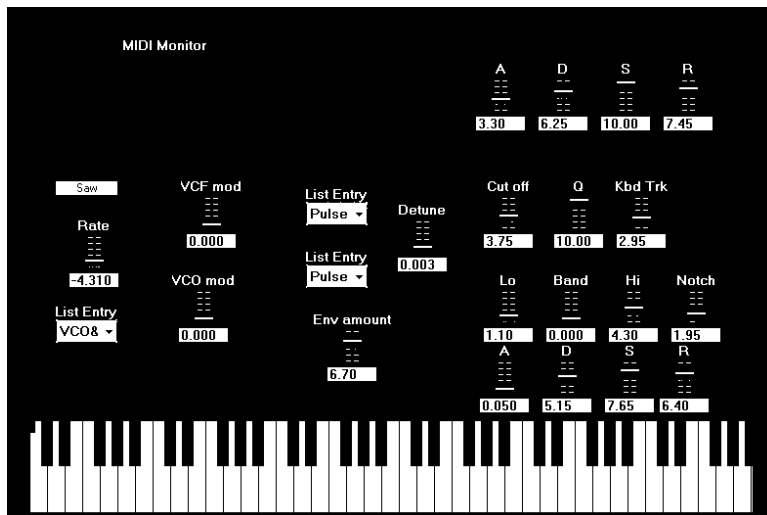 MIDI Monitor
A D S R
3.30 6.25 10.00 7.45
Saw
VCF mod
List Entry
Pulse
Detune
Cut off Q Kbd Trk
Rate
0.000
3.75 10.00 2.95
List Entry
Pulse
0.003
-4.310
VCO mod
Lo Band Hi Notch
List Entry
VCO&
0.000
Env amount
1.10 0.000 4.30 1.95
A D S R
6.70
0.050 5.15 7.65 6.40